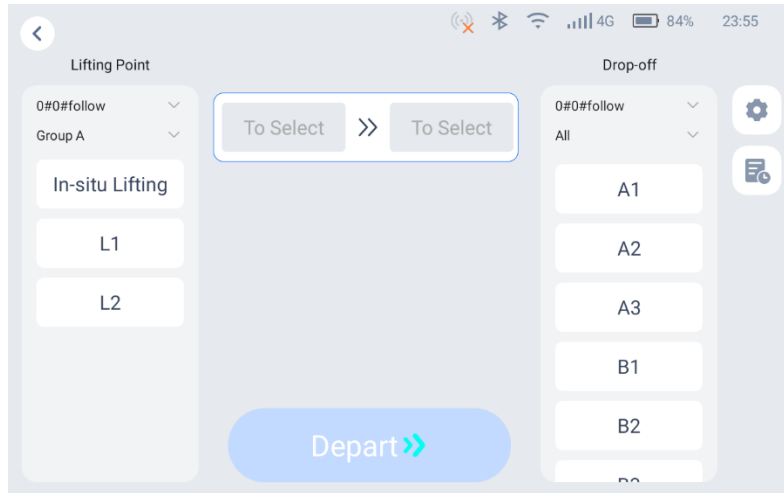 4G 84% 23:55
Lifting Point
0#0#follow
Group A
In-situ Lifting
L1
L2
To Select To Select
Depart
Drop-off
0#0#follow
All
A1
A2
A3
B1
B2